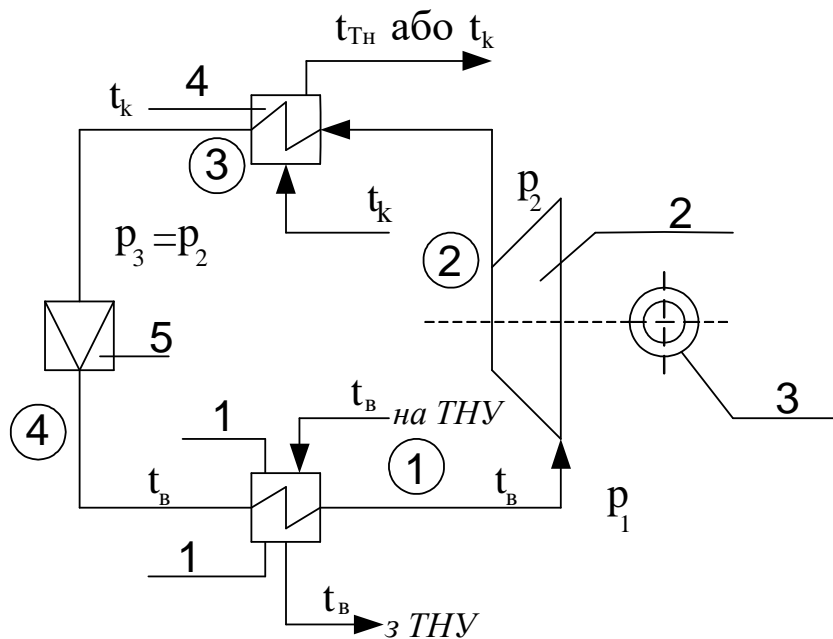 t_Тн або t_k
4
t_k
3
t_k
p_2
2
p_3 =p_2
2
5
3
t_в на ТНУ
1
1
4
t_в
t_в
p_1
1
t_в з ТНУ